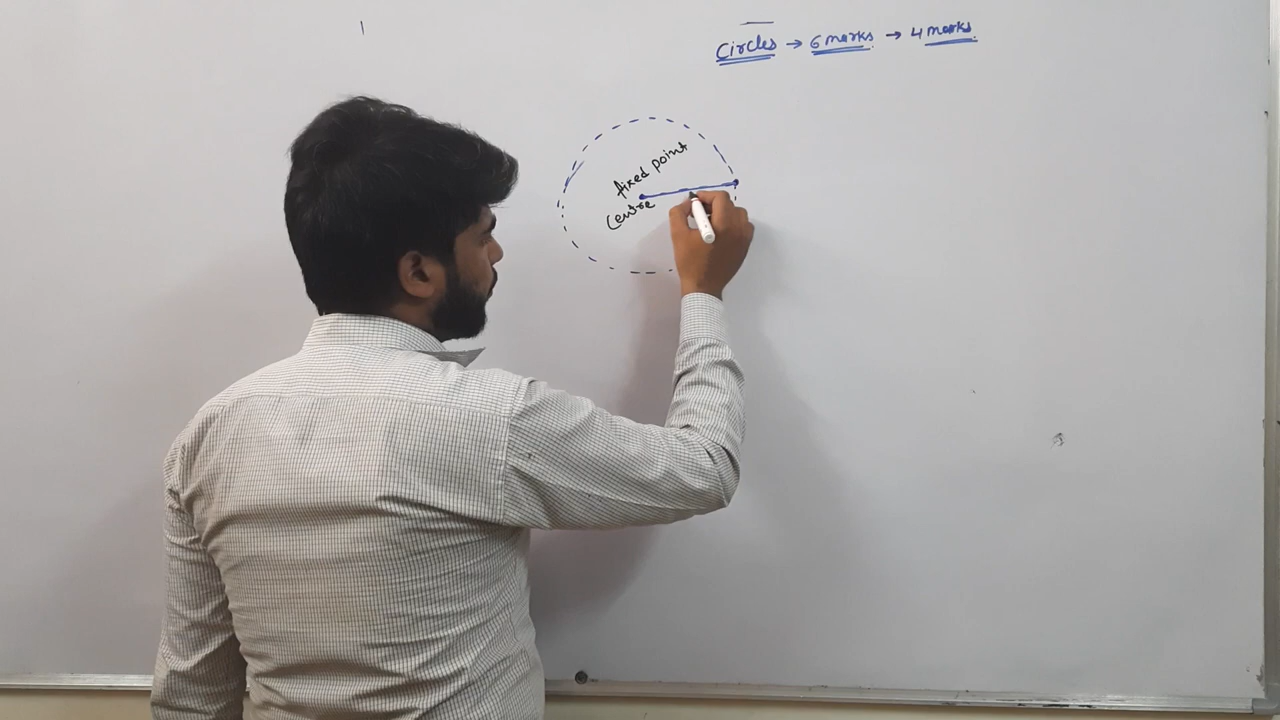 Circles → 6 marks → 4 marks.
fixed point
Centre